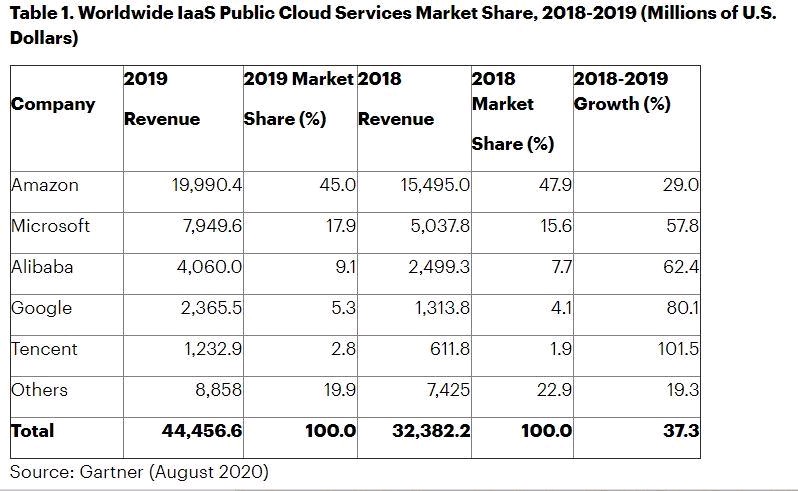 Table 1. Worldwide IaaS Public Cloud Services Market Share, 2018-2019 (Millions of U.S.
Dollars)
Company 2019 Revenue 2019 Market Share (%) 2018 Revenue 2018 Market Share (%) 2018-2019 Growth (%)
Amazon 19,990.4 45.0 15,495.0 47.9 29.0
Microsoft 7,949.6 17.9 5,037.8 15.6 57.8
Alibaba 4,060.0 9.1 2,499.3 7.7 62.4
Google 2,365.5 5.3 1,313.8 4.1 80.1
Tencent 1,232.9 2.8 611.8 1.9 101.5
Others 8,858 19.9 7,425 22.9 19.3
Total 44,456.6 100.0 32,382.2 100.0 37.3
Source: Gartner (August 2020)